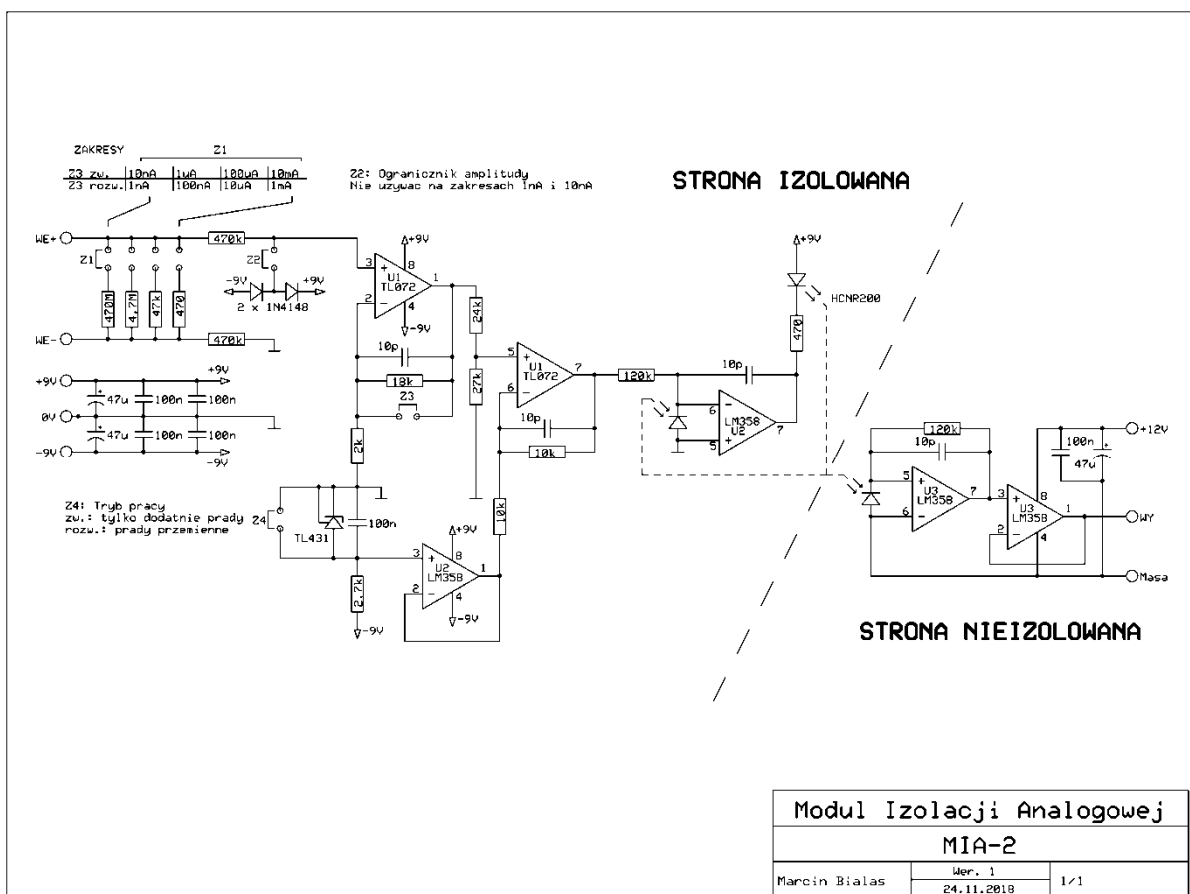 ZAKRESY Z1
Z3 zw. 10nA 1uA 100uA 10mA
Z3 rozw. 1nA 100nA 10uA 1mA
Z2: Ogranicznik amplitudy
Nie uzywac na zakresach 1nA i 10nA
STRONA IZOLOWANA
WE+
470k
Z1
Z2
-9V
+9V
2 x 1N4148
470M
4,7M
47k
470
WE-
470k
3
2
+
-
U1
TL072
8
4
1
+9V
-9V
10p
18k
Z3
2k
24k
27k
5
6
+
-
U1
TL072
7
10p
10k
10k
120k
10p
6
5
-
+
LM358
U2
7
470
+9V
HCNR200
+9V
+9V
47u
100n
100n
0V
47u
100n
100n
-9V
-9V
Z4: Tryb pracy
zw.: tylko dodatnie prady
rozw.: prady przemienne
Z4
TL431
100n
2.7k
-9V
3
2
+
-
U2
LM358
8
4
1
+9V
-9V
120k
10p
5
6
+
-
U3
LM358
7
3
2
+
-
U3
LM358
8
4
1
100n
47u
+12V
WY
Masa
STRONA NIEIZOLOWANA
Modul Izolacji Analogowej
MIA-2
Marcin Bialas
Wer. 1
24.11.2018
1/1